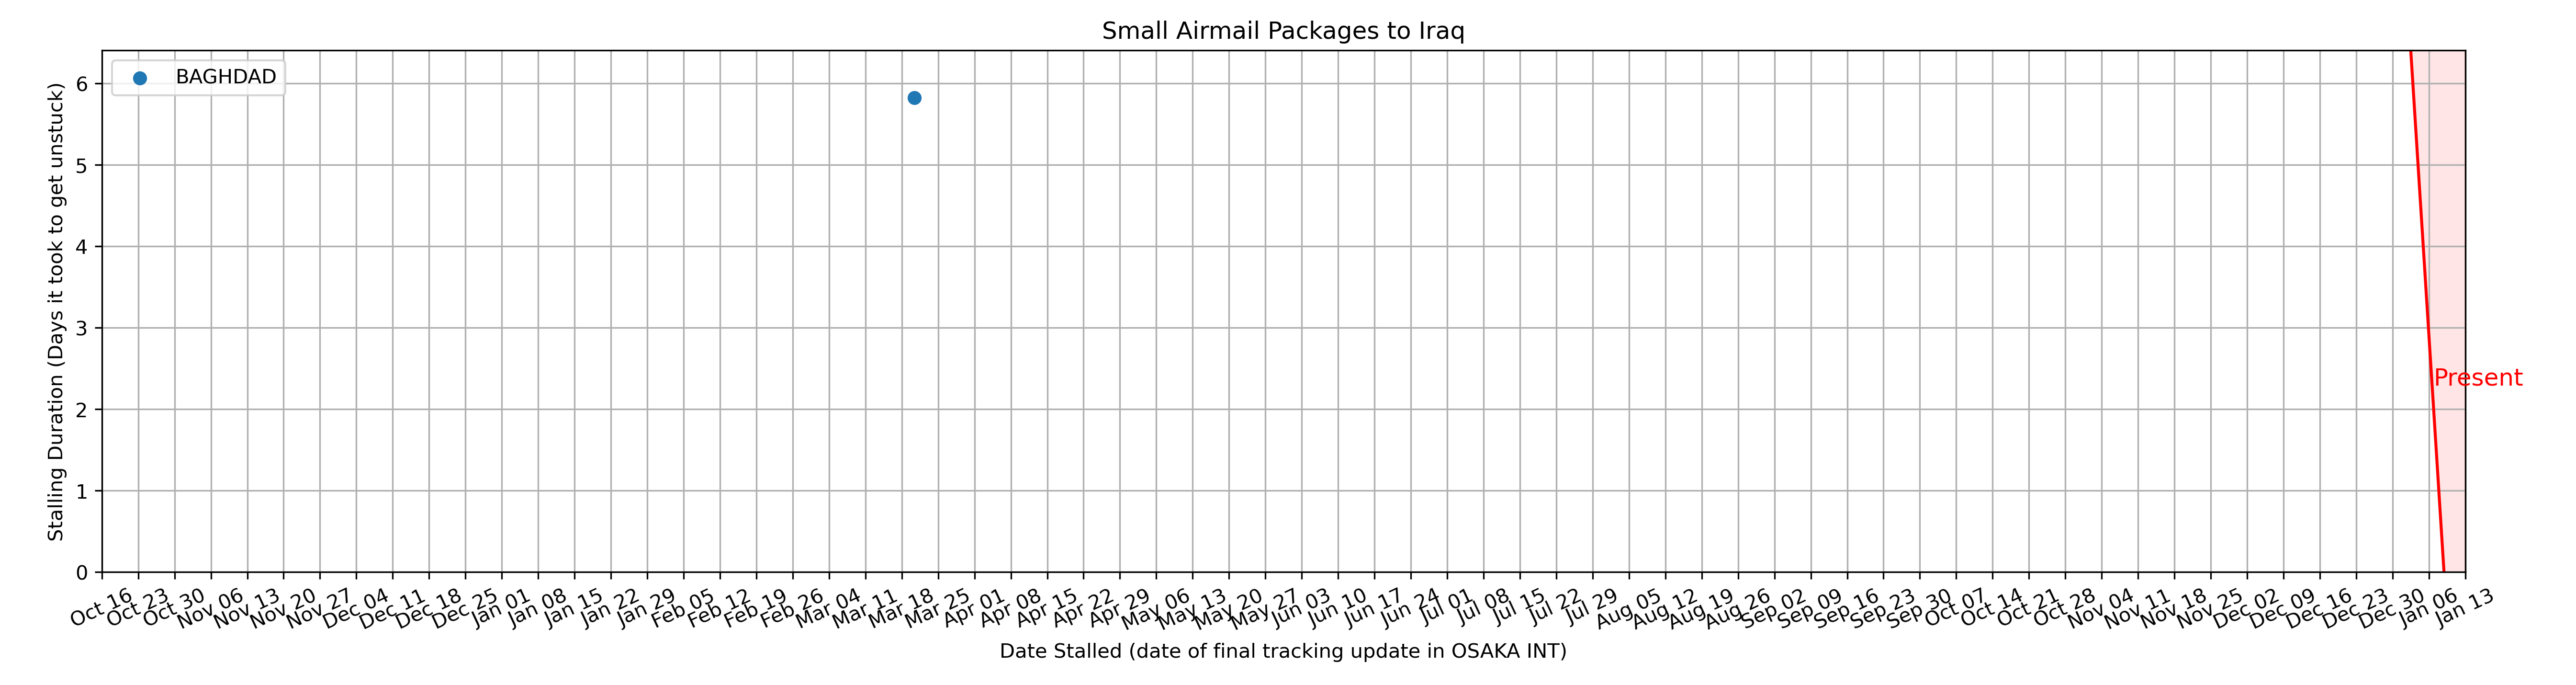 Small Airmail Packages to Iraq
BAGHDAD
6
5
4
3
2
1
0
Stalling Duration (Days it took to get unstuck)
Present
Oct 16 Oct 23 Oct 30 Nov 06 Nov 13 Nov 20 Nov 27 Dec 04 Dec 11 Dec 18 Dec 25 Jan 01 Jan 08 Jan 15 Jan 22 Jan 29 Feb 05 Feb 12 Feb 19 Feb 26 Mar 04 Mar 11 Mar 18 Mar 25 Apr 01 Apr 08 Apr 15 Apr 22 Apr 29 May 06 May 13 May 20 May 27 Jun 03 Jun 10 Jun 17 Jun 24 Jul 01 Jul 08 Jul 15 Jul 22 Jul 29 Aug 05 Aug 12 Aug 19 Aug 26 Sep 02 Sep 09 Sep 16 Sep 23 Sep 30 Oct 07 Oct 14 Oct 21 Oct 28 Nov 04 Nov 11 Nov 18 Nov 25 Dec 02 Dec 09 Dec 16 Dec 23 Dec 30 Jan 06 Jan 13
Date Stalled (date of final tracking update in OSAKA INT)